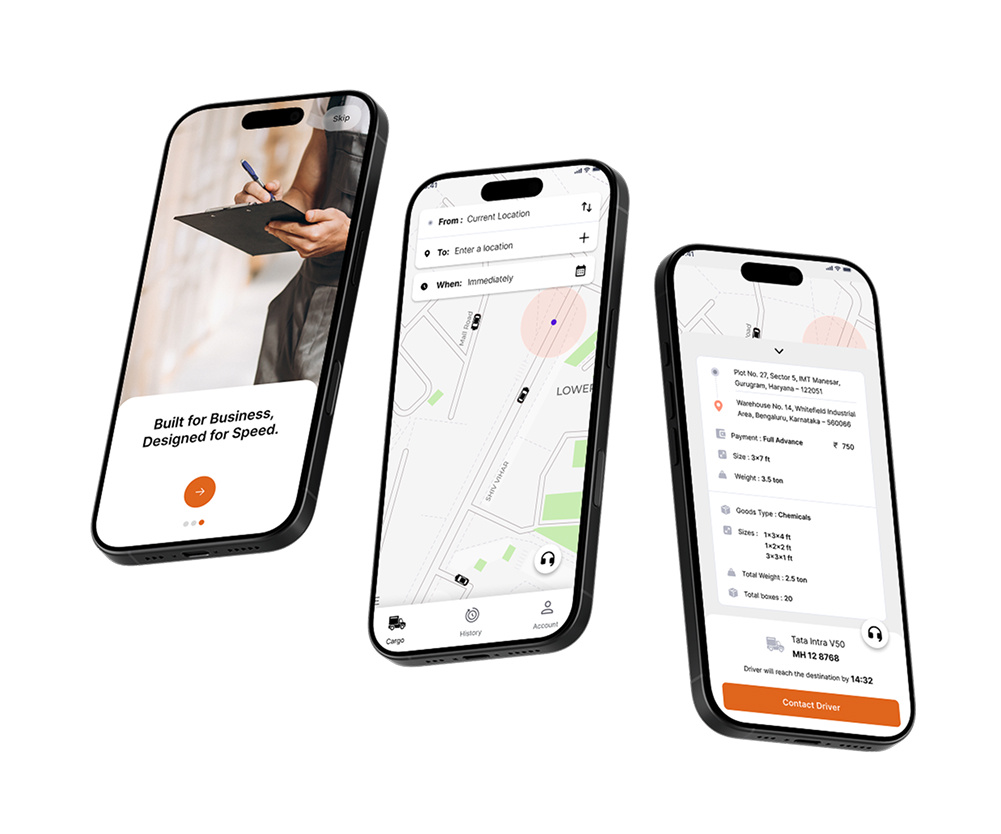 Skip
Built for Business,
Designed for Speed.
:41
From : Current Location
To: Enter a location
When: Immediately
Mall Road
LOWER
SHIV VIHAR
Cargo
History
Account
:41
Road
Plot No. 27, Sector 5, IMT Manesar,
Gurugram, Haryana – 122051
Warehouse No. 14, Whitefield Industrial
Area, Bengaluru, Karnataka – 560066
Payment : Full Advance ₹ 750
Size : 3×7 ft
Weight : 3.5 ton
Goods Type : Chemicals
Sizes : 1×3×4 ft
1×2×2 ft
3×3×1 ft
Total Weight : 2.5 ton
Total boxes : 20
Tata Intra V50
MH 12 8768
Driver will reach the destination by 14:32
Contact Driver